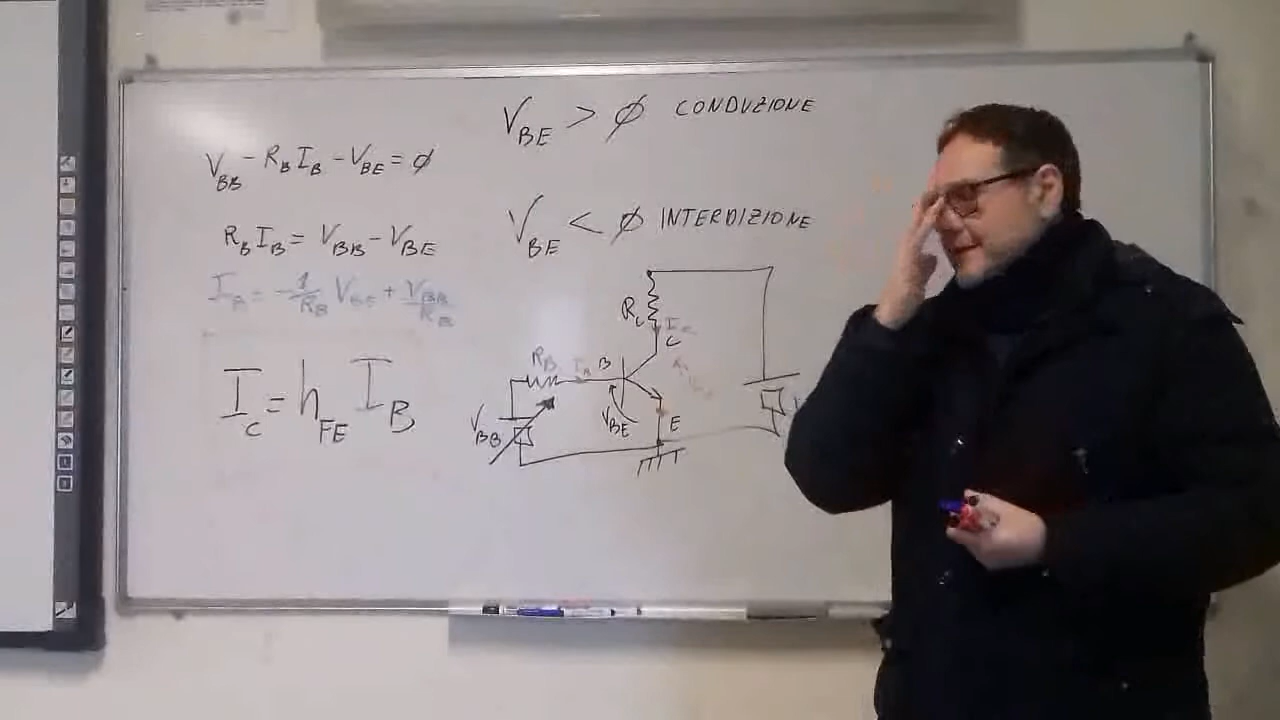 V_BB - R_B I_B - V_BE = ∅
R_B I_B = V_BB - V_BE
I_B = - 1/R_B V_BE + V_BB/R_B
I_C = h_FE I_B
V_BE > ∅ CONDUZIONE
V_BE < ∅ INTERDIZIONE
R_C
I_C
C
R_B
I_B
B
V_BB
V_BE
E